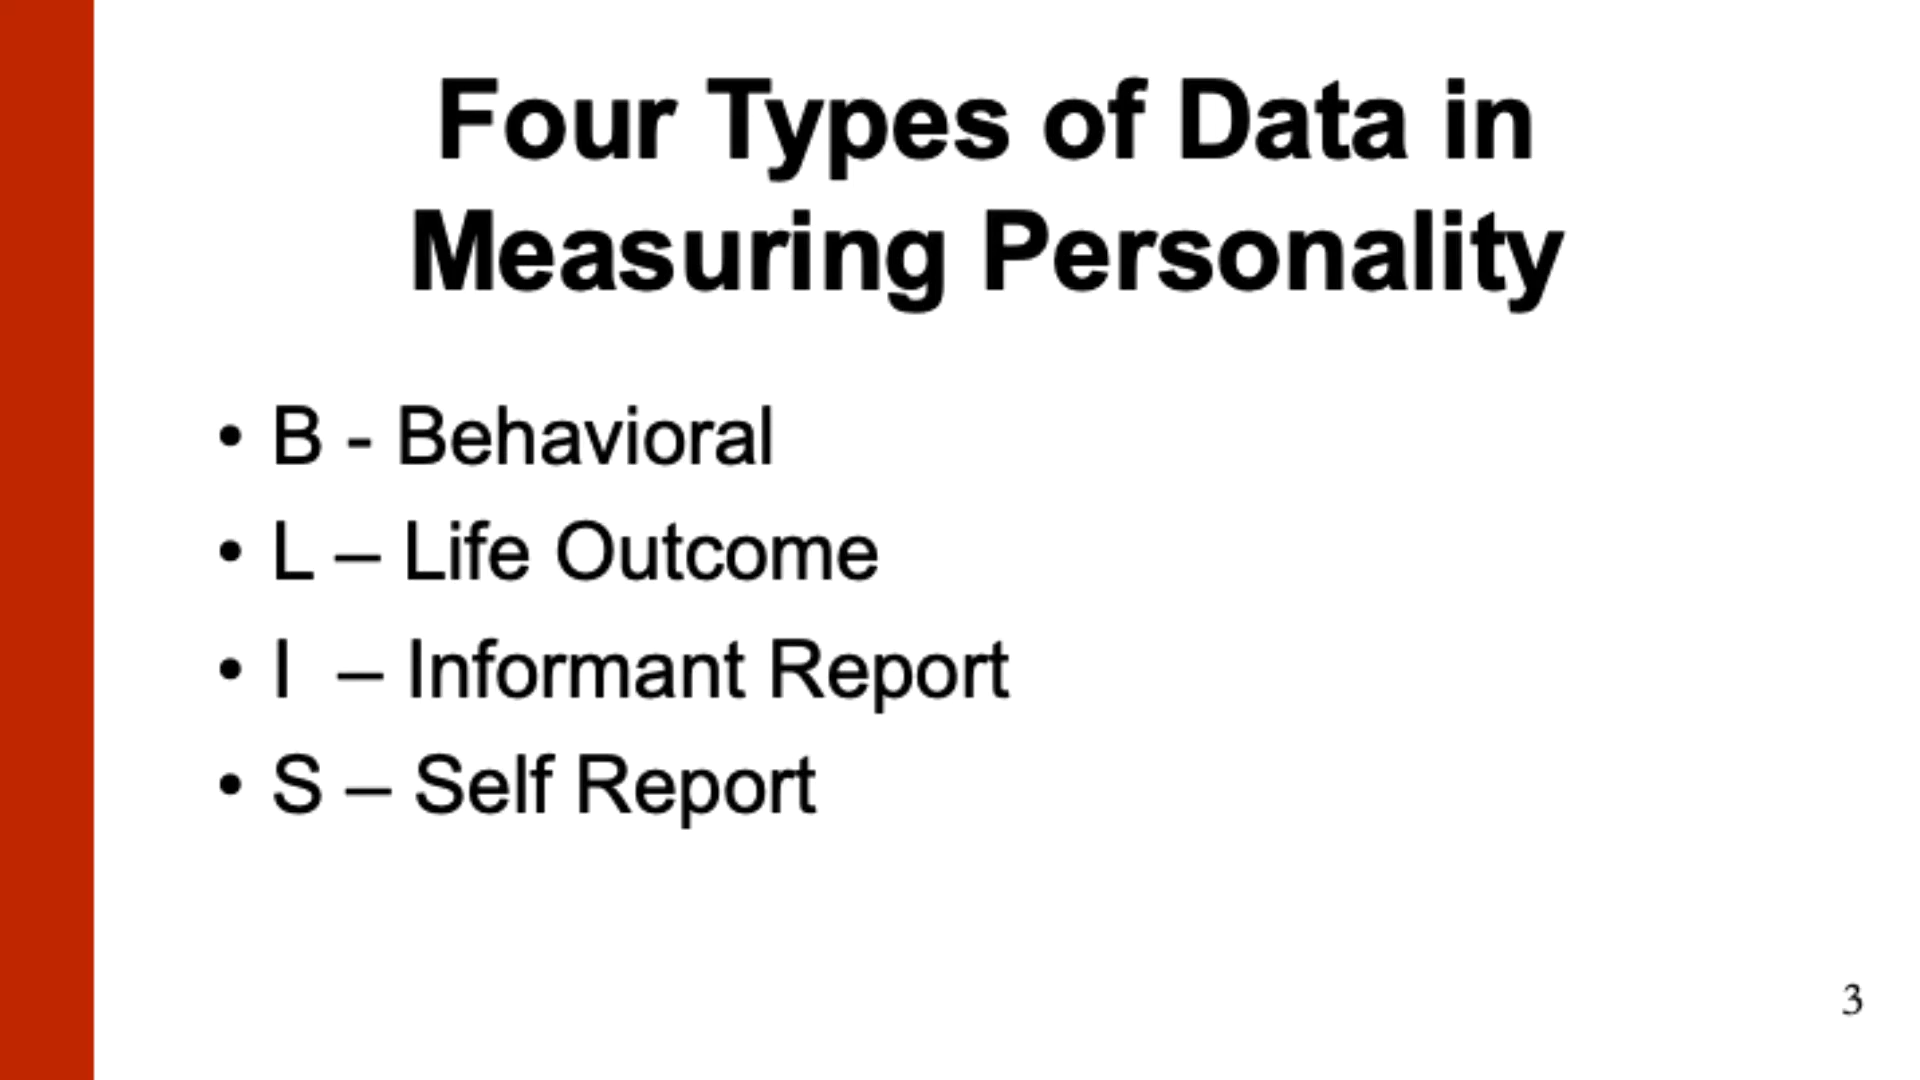 Four Types of Data in
Measuring Personality
• B - Behavioral
• L – Life Outcome
• I – Informant Report
• S – Self Report
3